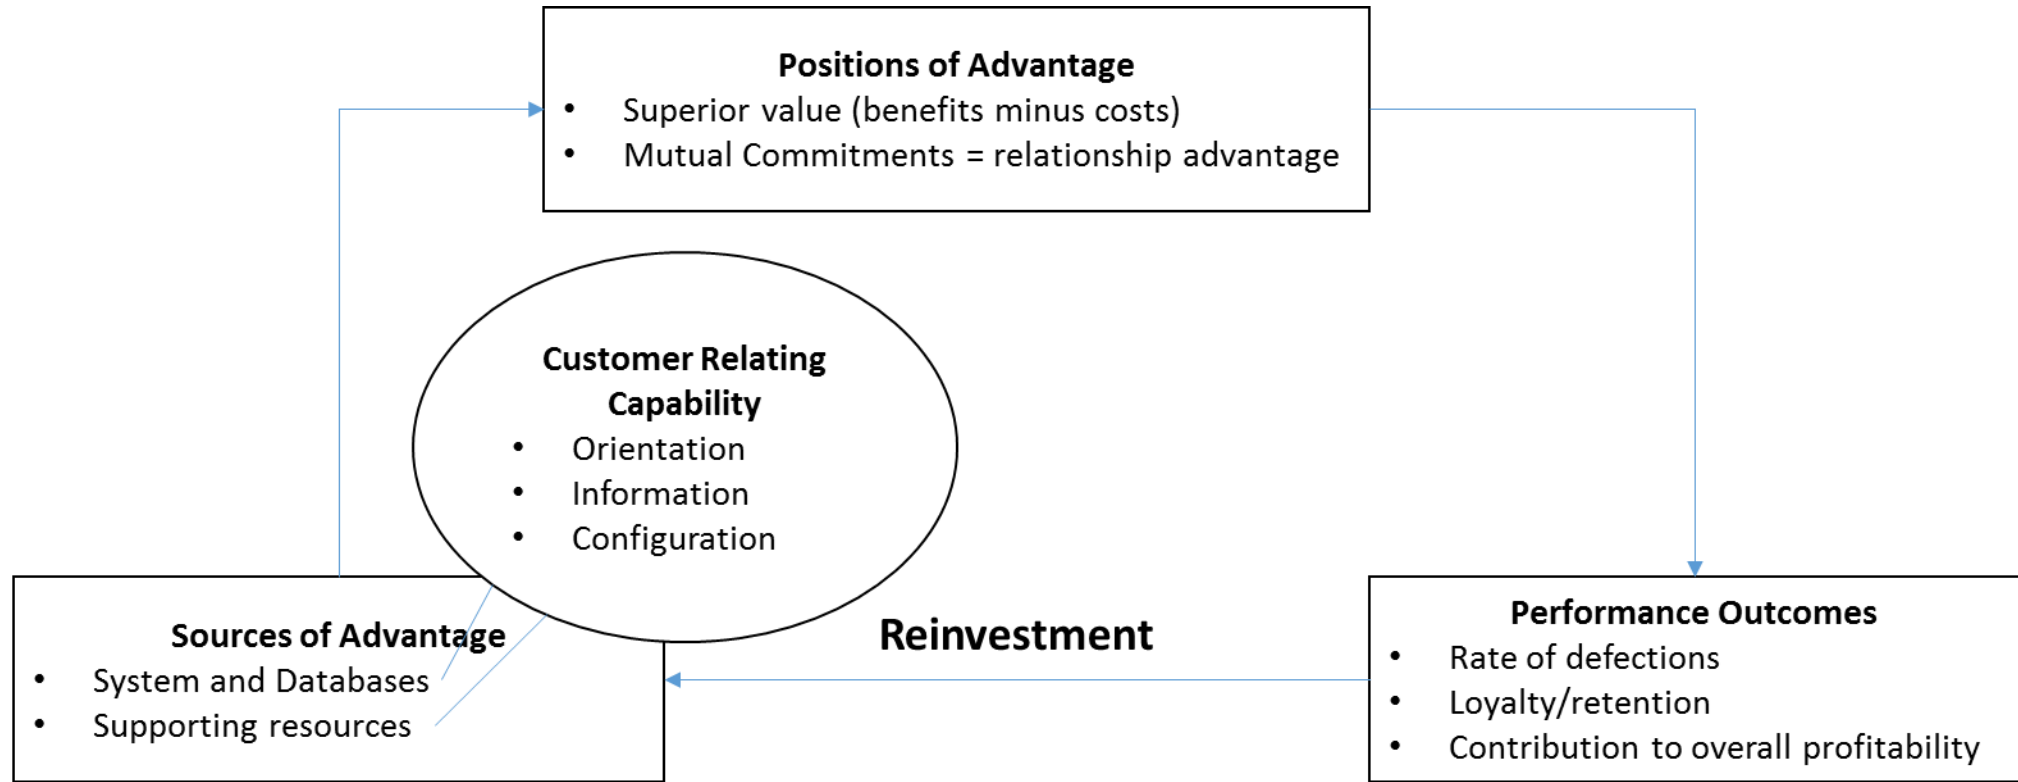 Positions of Advantage
• Superior value (benefits minus costs)
• Mutual Commitments = relationship advantage
Customer Relating
Capability
• Orientation
• Information
• Configuration
Sources of Advantage
• System and Databases
• Supporting resources
Reinvestment
Performance Outcomes
• Rate of defections
• Loyalty/retention
• Contribution to overall profitability